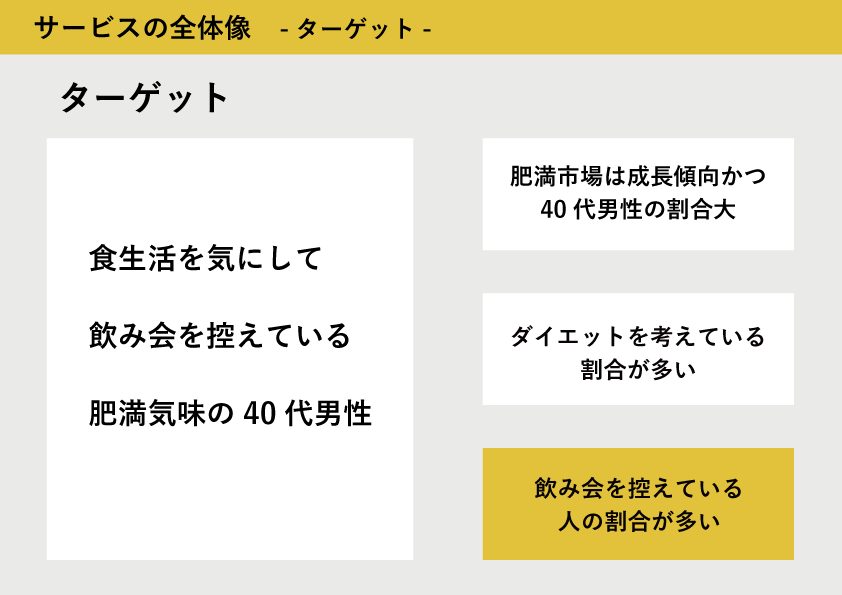 サービスの全体像 - ターゲット -
ターゲット
食生活を気にして
飲み会を控えている
肥満気味の 40 代男性
肥満市場は成長傾向かつ
40 代男性の割合大
ダイエットを考えている
割合が多い
飲み会を控えている
人の割合が多い